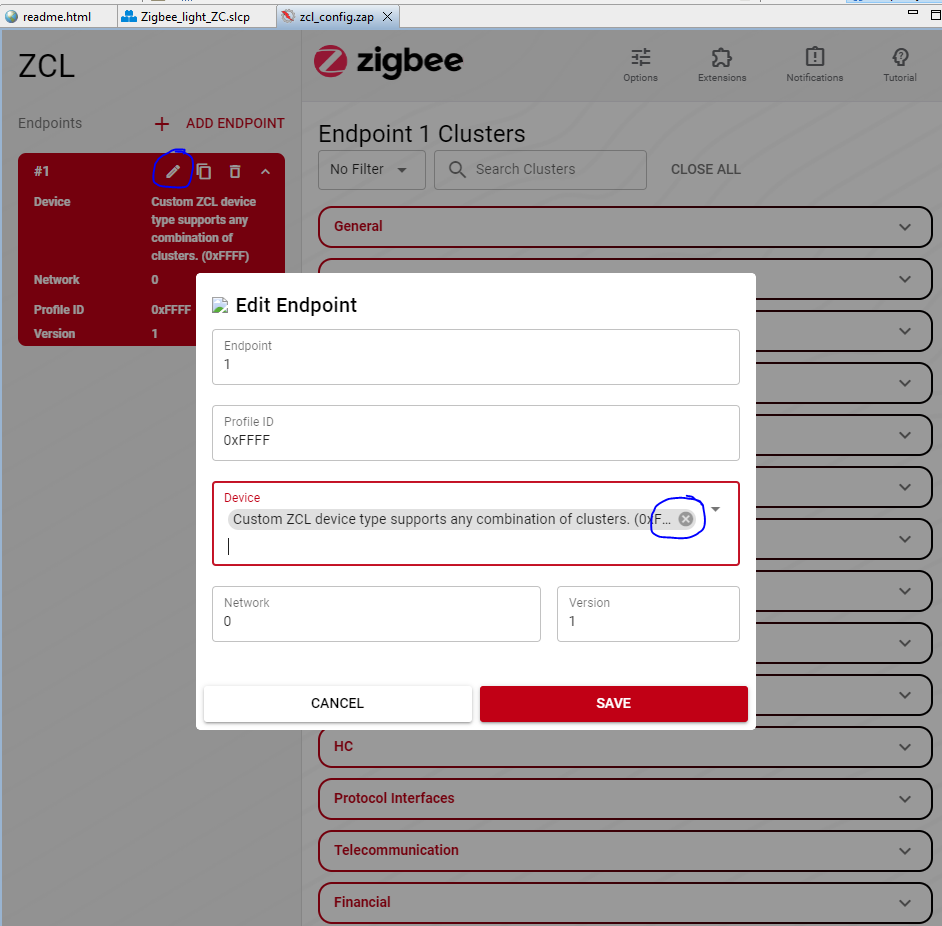 readme.html
Zigbee_light_ZC.slcp
zcl_config.zap
ZCL
zigbee
Options
Extensions
Notifications
Tutorial
Endpoints
ADD ENDPOINT
#1
Device
Custom ZCL device
type supports any
combination of
clusters. (0xFFFF)
Network
0
Profile ID
0xFFFF
Version
1
Endpoint 1 Clusters
No Filter
Search Clusters
CLOSE ALL
General
Edit Endpoint
Endpoint
1
Profile ID
0xFFFF
Device
Custom ZCL device type supports any combination of clusters. (0xF...
Network
0
Version
1
CANCEL
SAVE
HC
Protocol Interfaces
Telecommunication
Financial